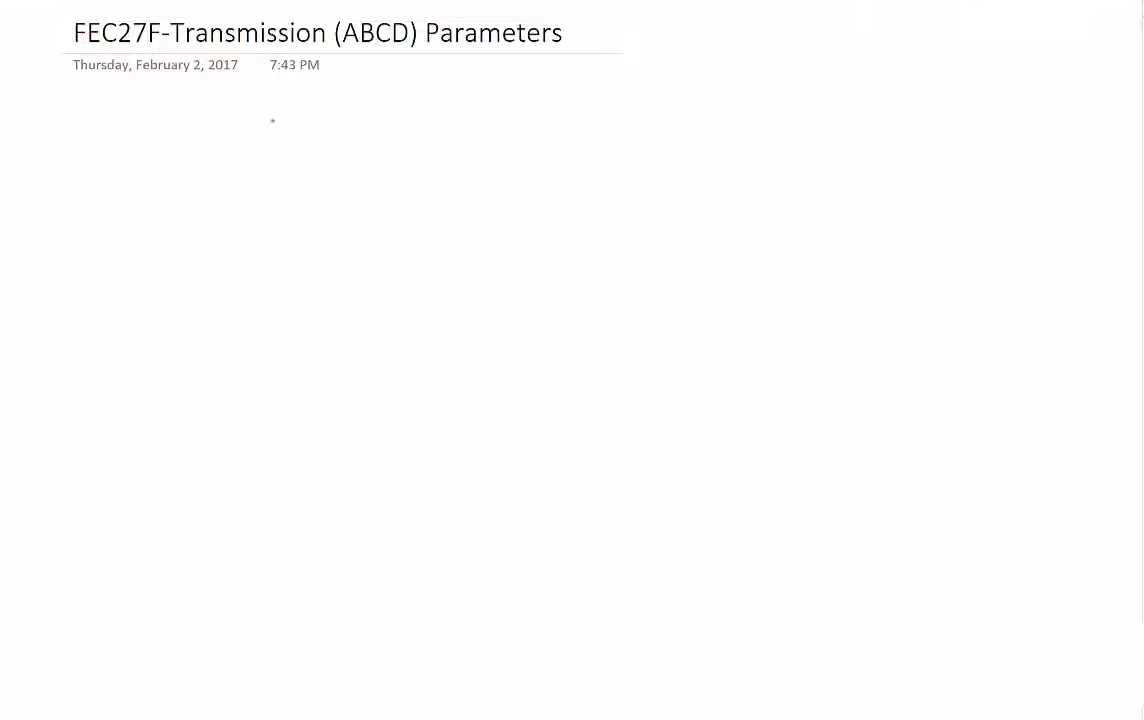 FEC27F-Transmission (ABCD) Parameters
Thursday, February 2, 2017 7:43 PM